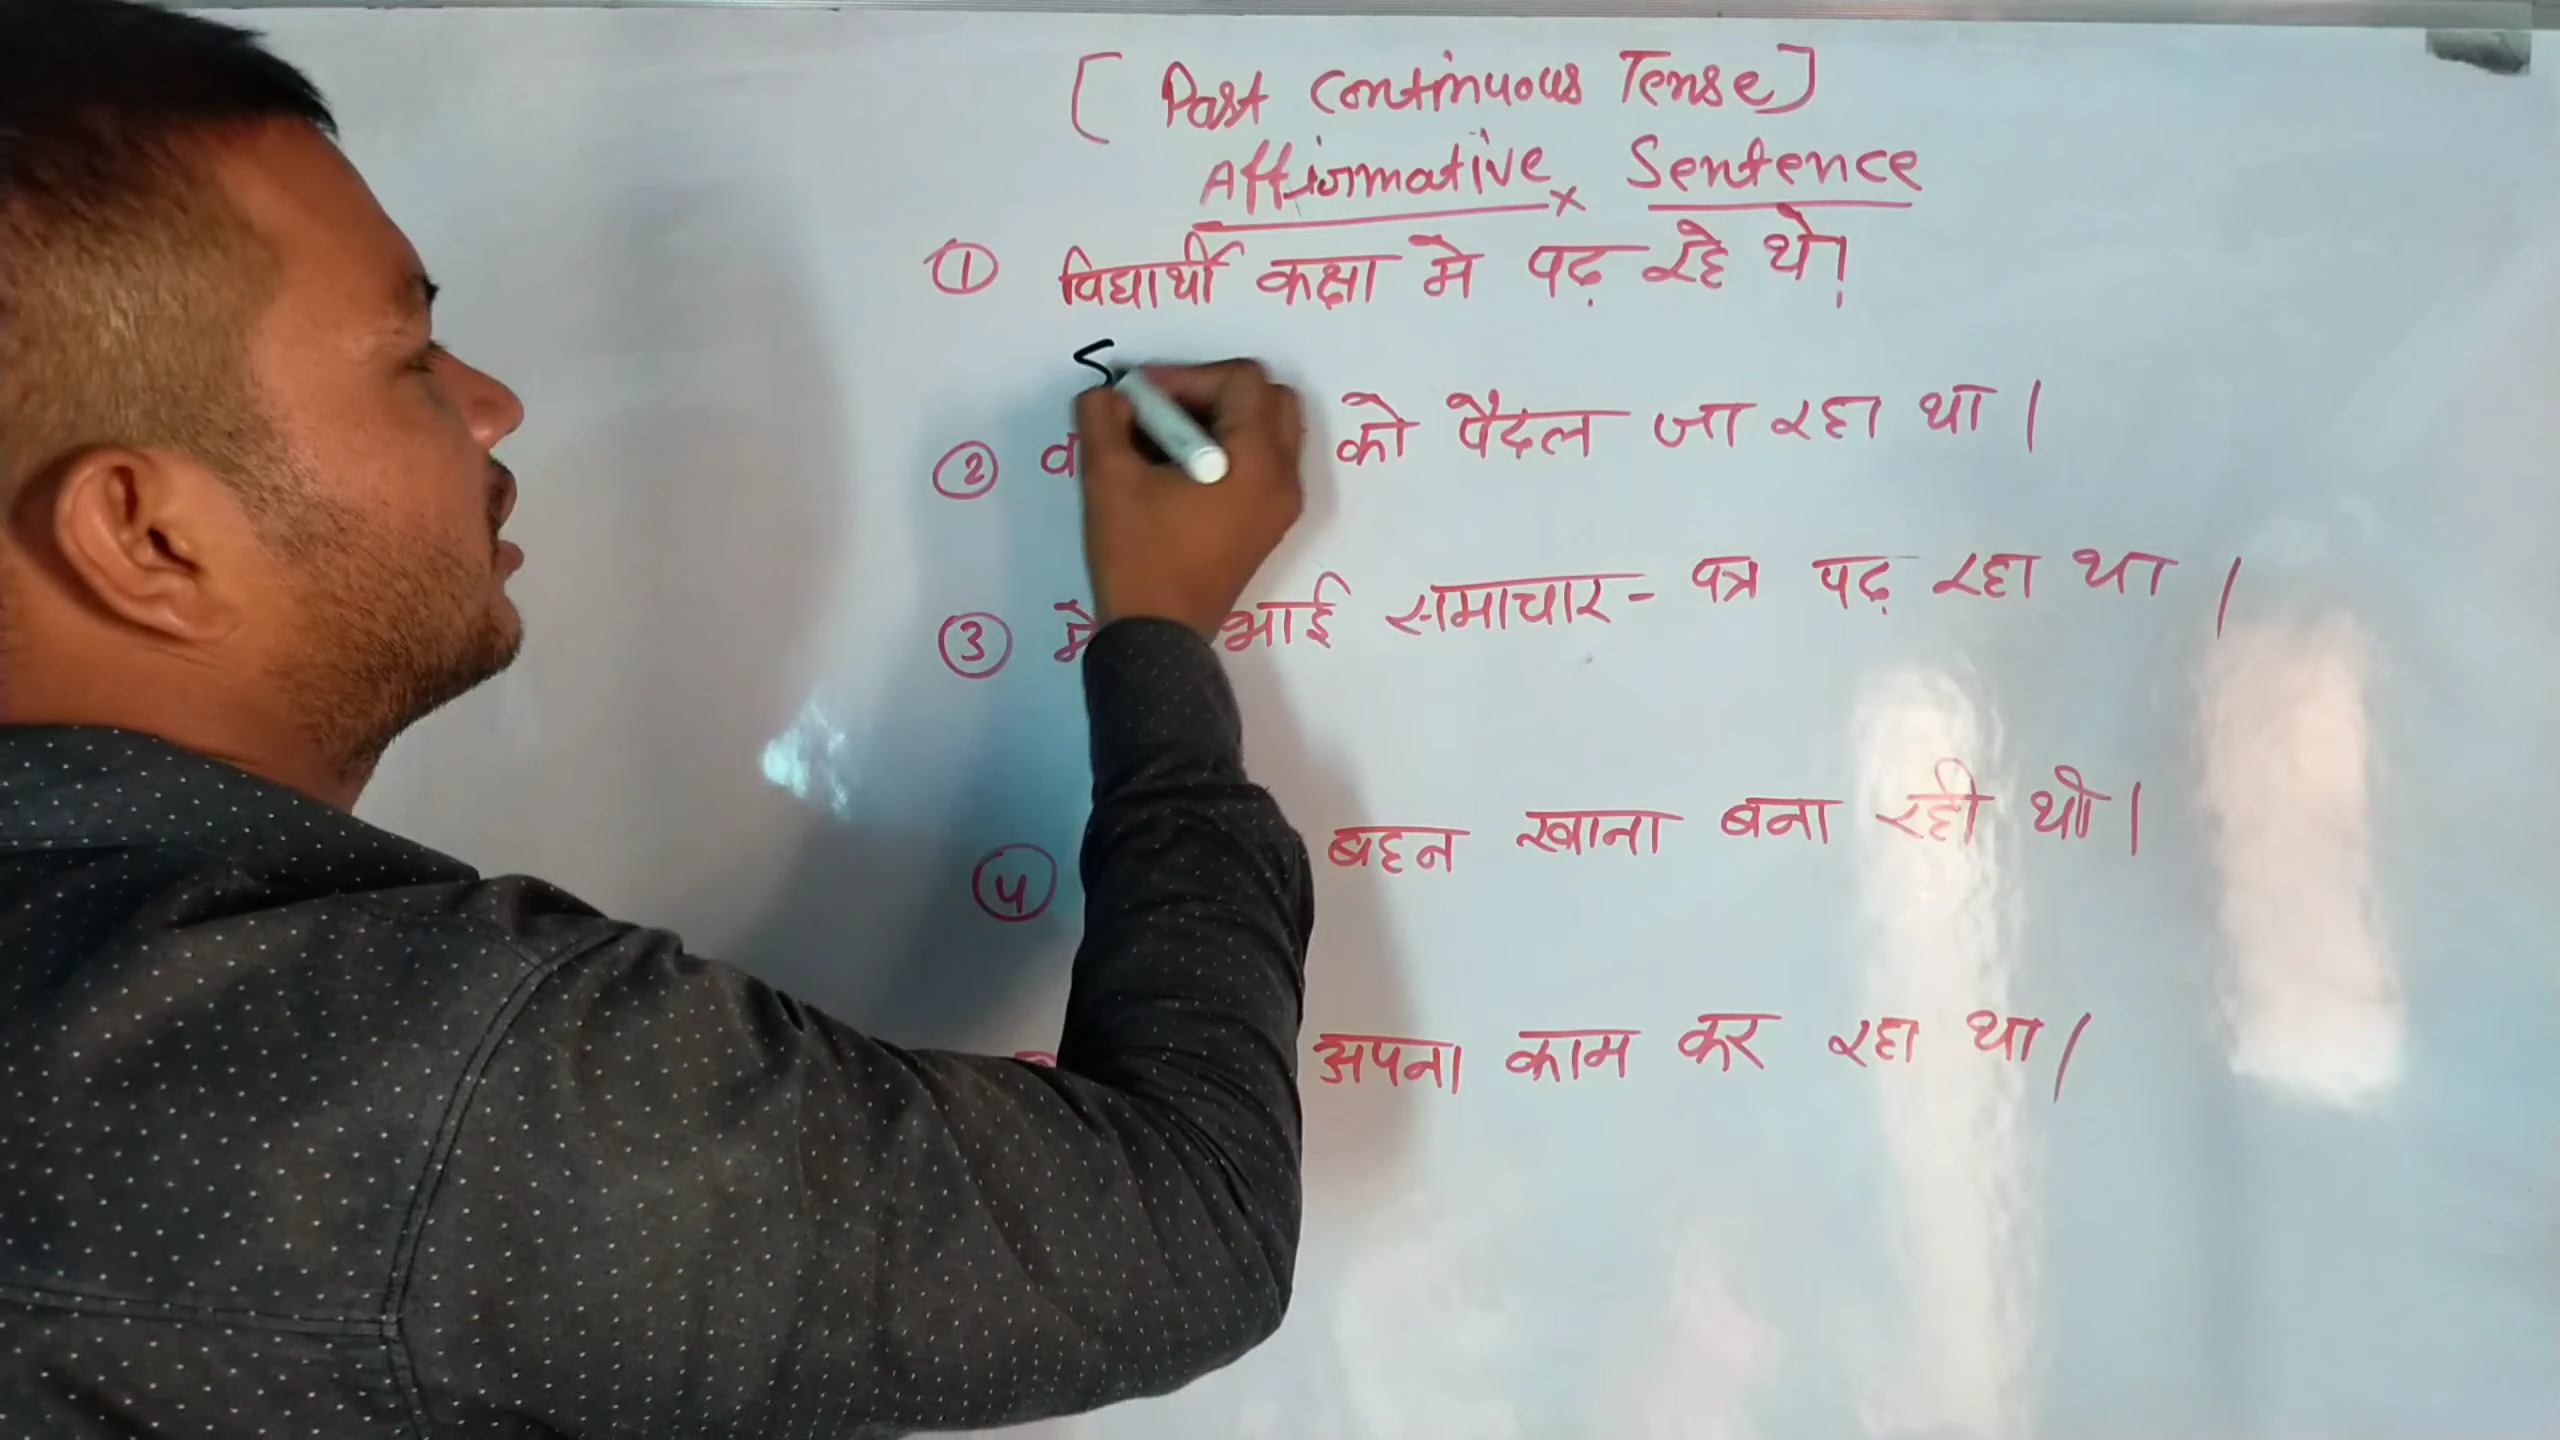 [Past Continuous Tense]
Affirmative x Sentence
① विद्यार्थी कक्षा मे पढ़ रहे थे।
S
② को पैदल जा रहा था।
③ भाई समाचार-पत्र पढ़ रहा था।
④ बहन खाना बना रही थी।
अपना काम कर रहा था।